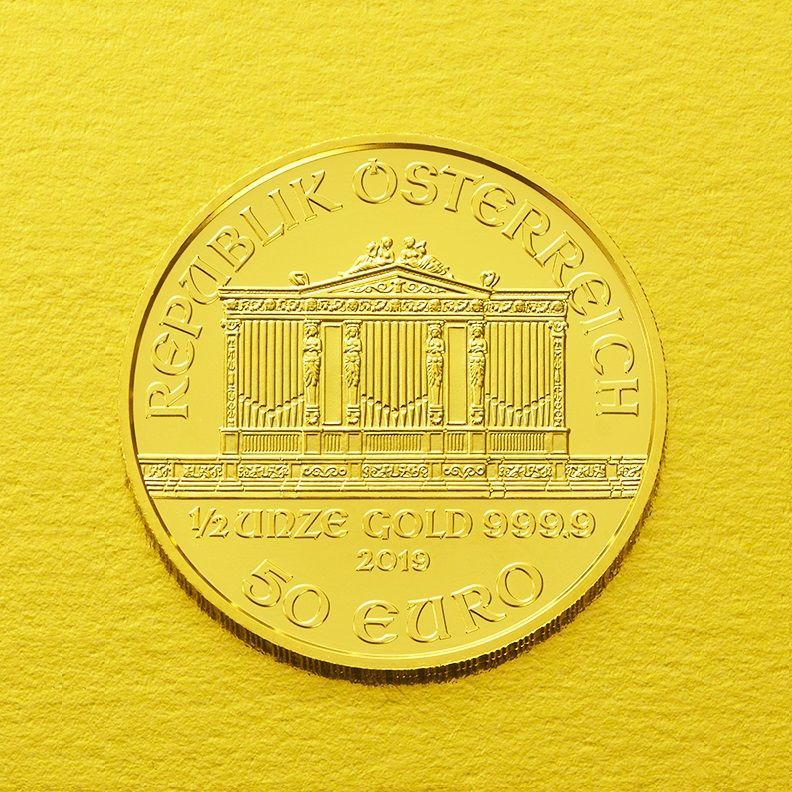 REPUBLIK ÖSTERREICH
1/2 UNZE GOLD 999.9
2019
50 EURO